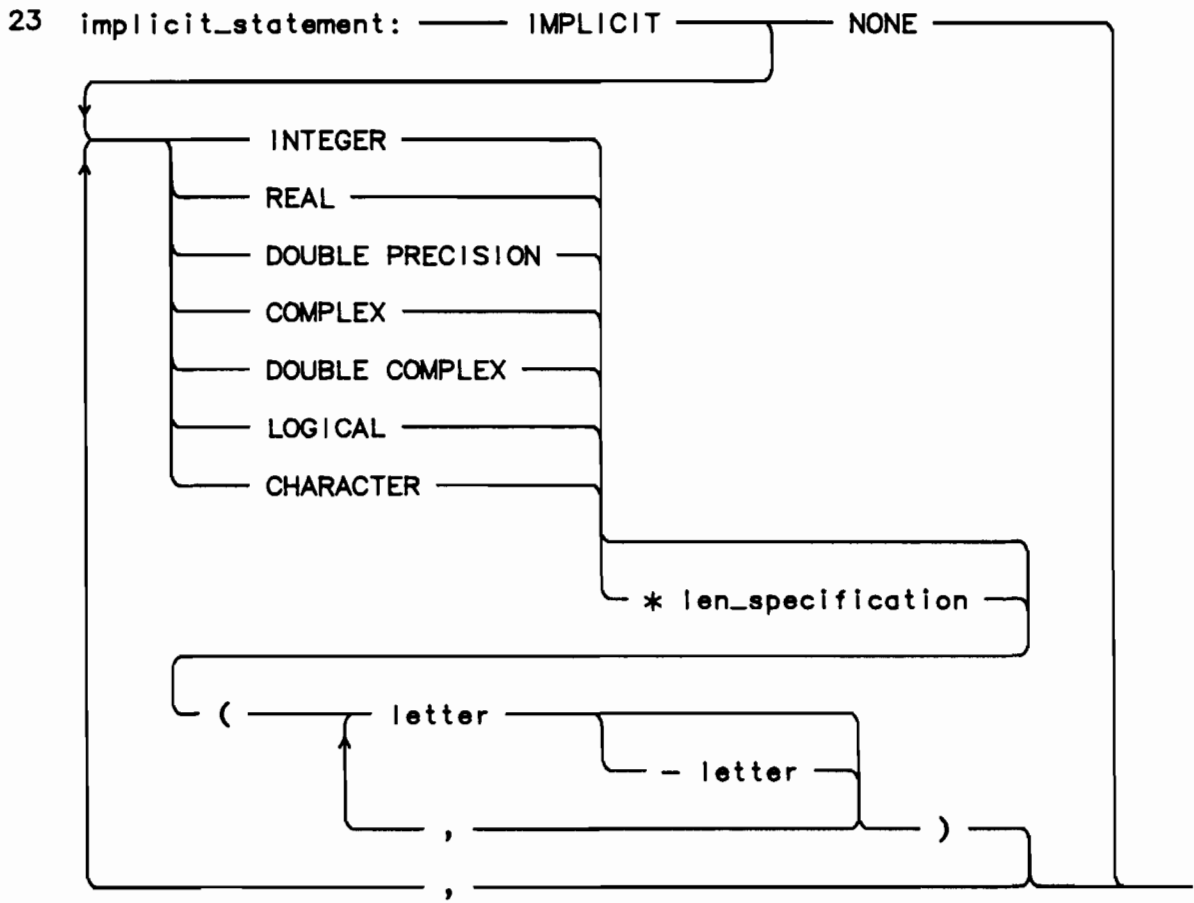 23 implicit_statement: IMPLICIT NONE
INTEGER
REAL
DOUBLE PRECISION
COMPLEX
DOUBLE COMPLEX
LOGICAL
CHARACTER
* len_specification
( letter
- letter
, )
,